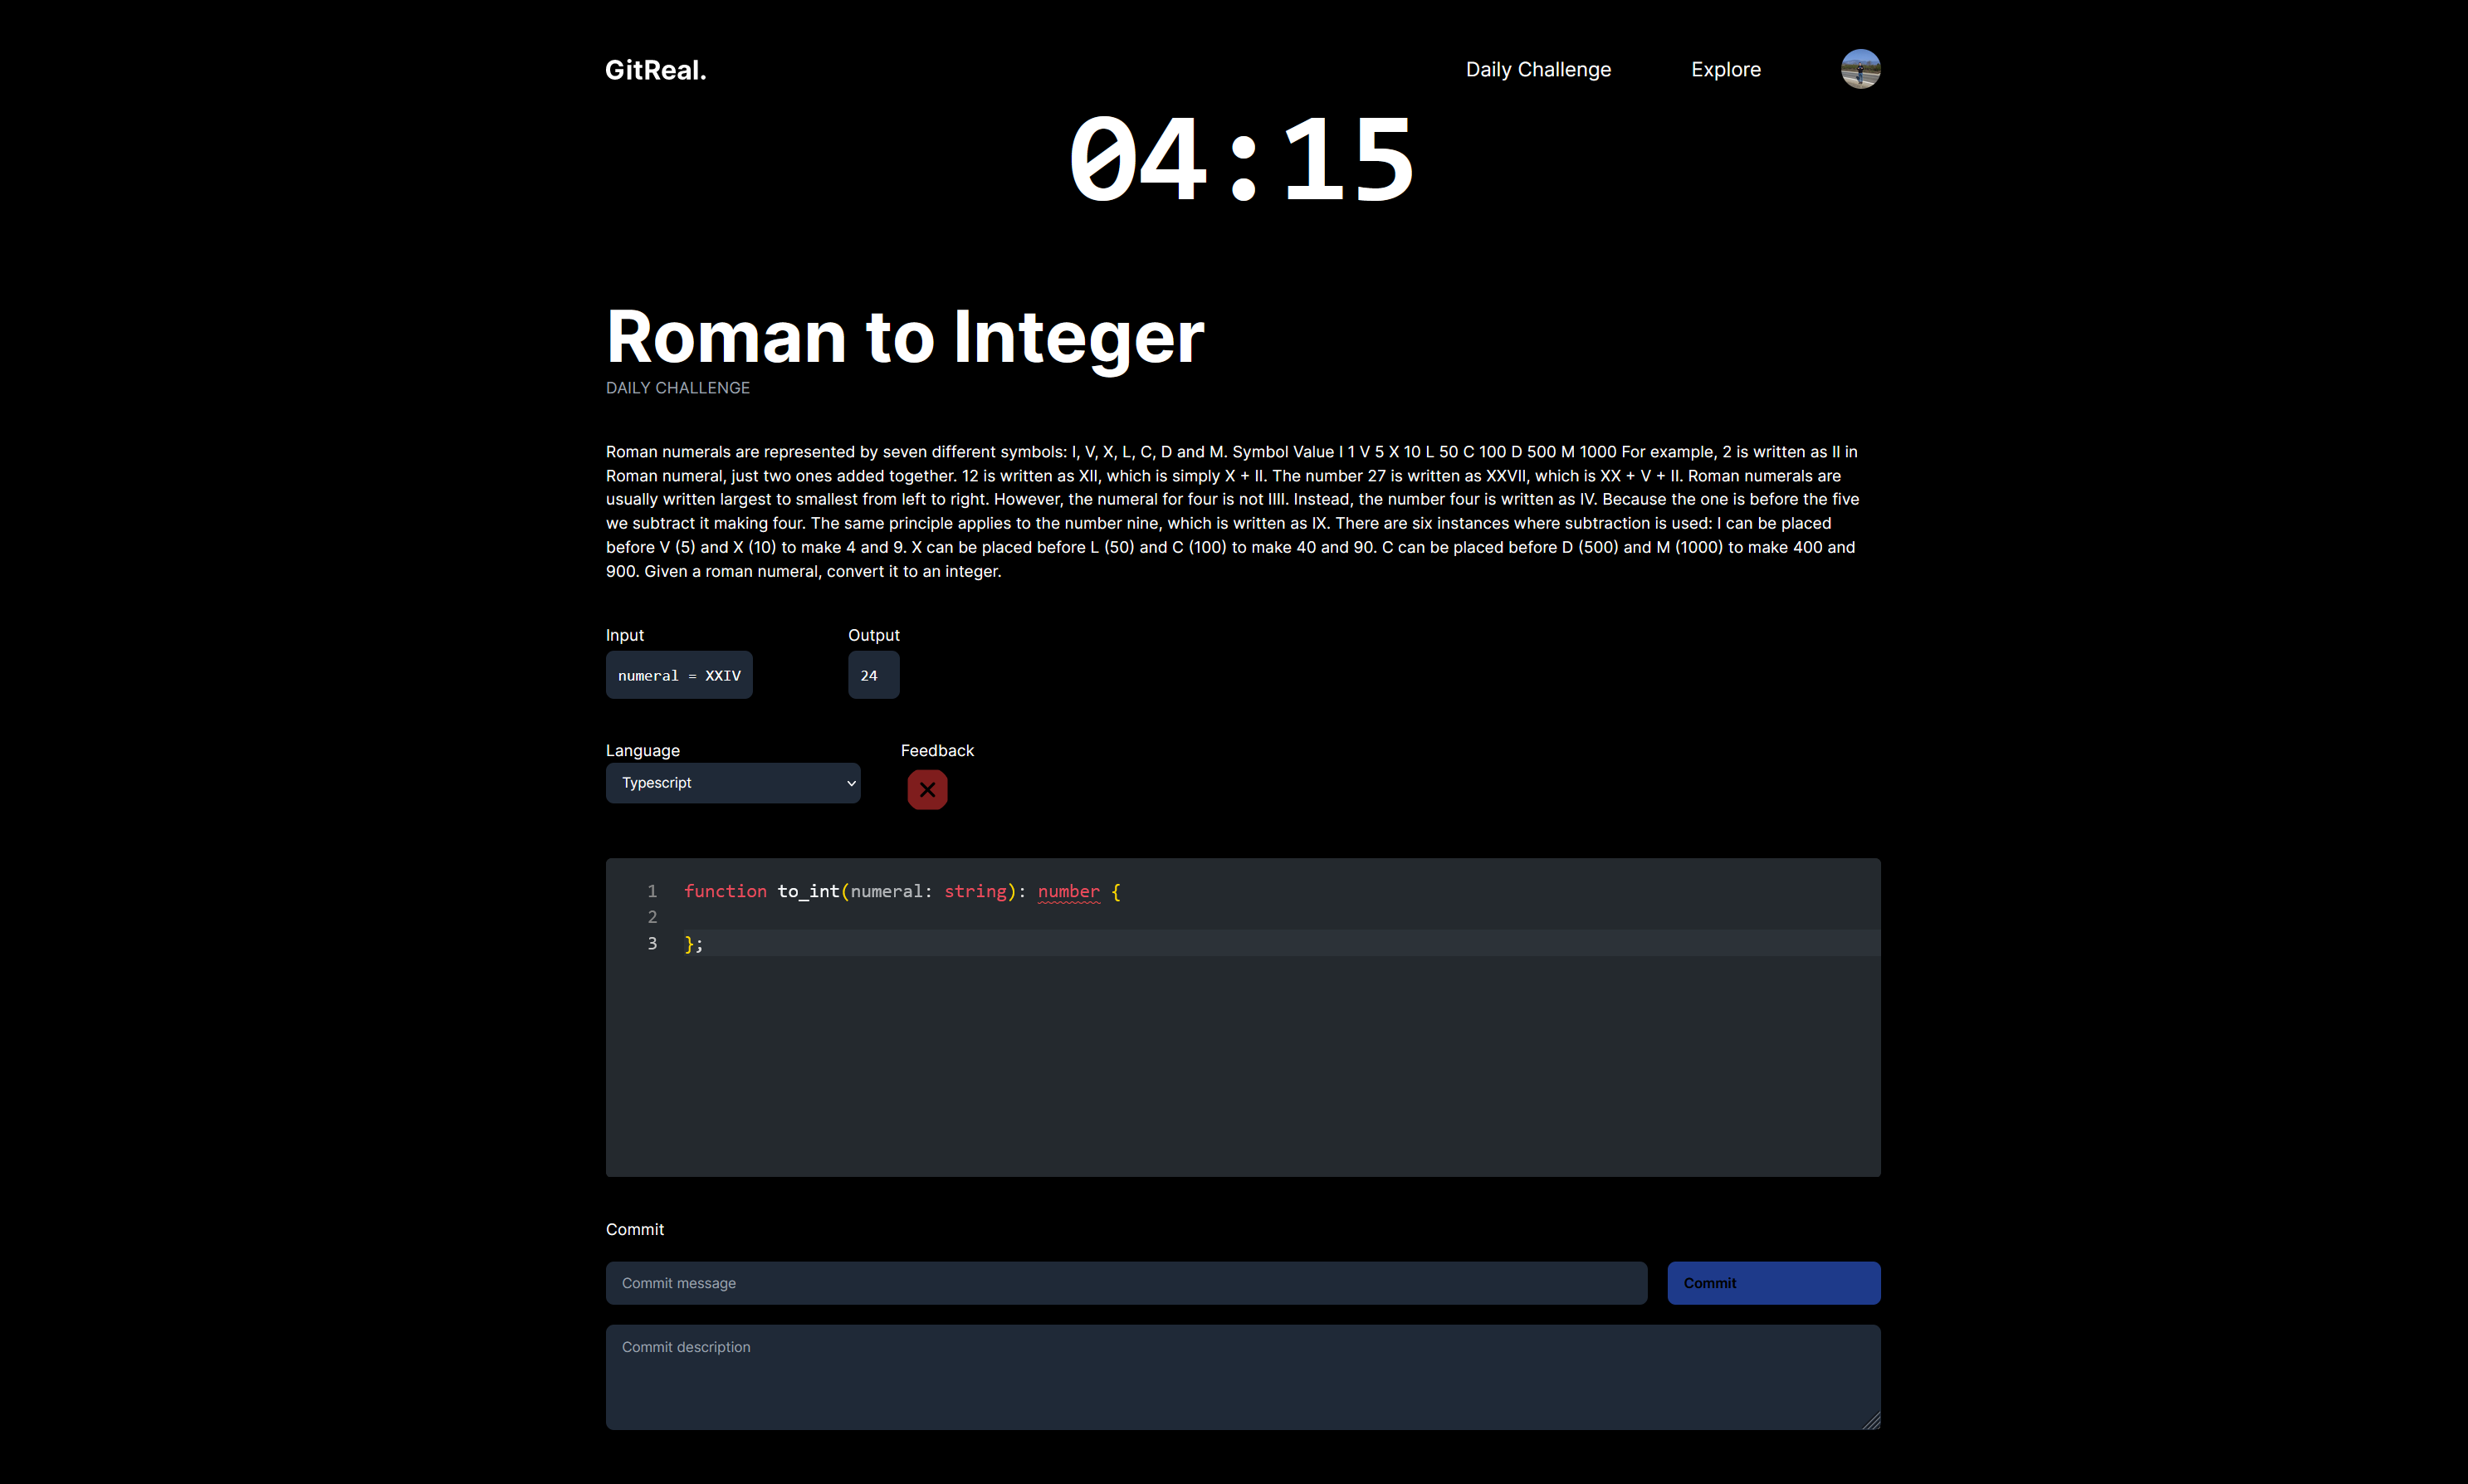 GitReal.
Daily Challenge
Explore
04:15
Roman to Integer
DAILY CHALLENGE
Roman numerals are represented by seven different symbols: I, V, X, L, C, D and M. Symbol Value I 1 V 5 X 10 L 50 C 100 D 500 M 1000 For example, 2 is written as II in
Roman numeral, just two ones added together. 12 is written as XII, which is simply X + II. The number 27 is written as XXVII, which is XX + V + II. Roman numerals are
usually written largest to smallest from left to right. However, the numeral for four is not IIII. Instead, the number four is written as IV. Because the one is before the five
we subtract it making four. The same principle applies to the number nine, which is written as IX. There are six instances where subtraction is used: I can be placed
before V (5) and X (10) to make 4 and 9. X can be placed before L (50) and C (100) to make 40 and 90. C can be placed before D (500) and M (1000) to make 400 and
900. Given a roman numeral, convert it to an integer.
Input
numeral = XXIV
Output
24
Language
Typescript
Feedback
1 function to_int(numeral: string): number {
2
3 };
Commit
Commit message
Commit
Commit description